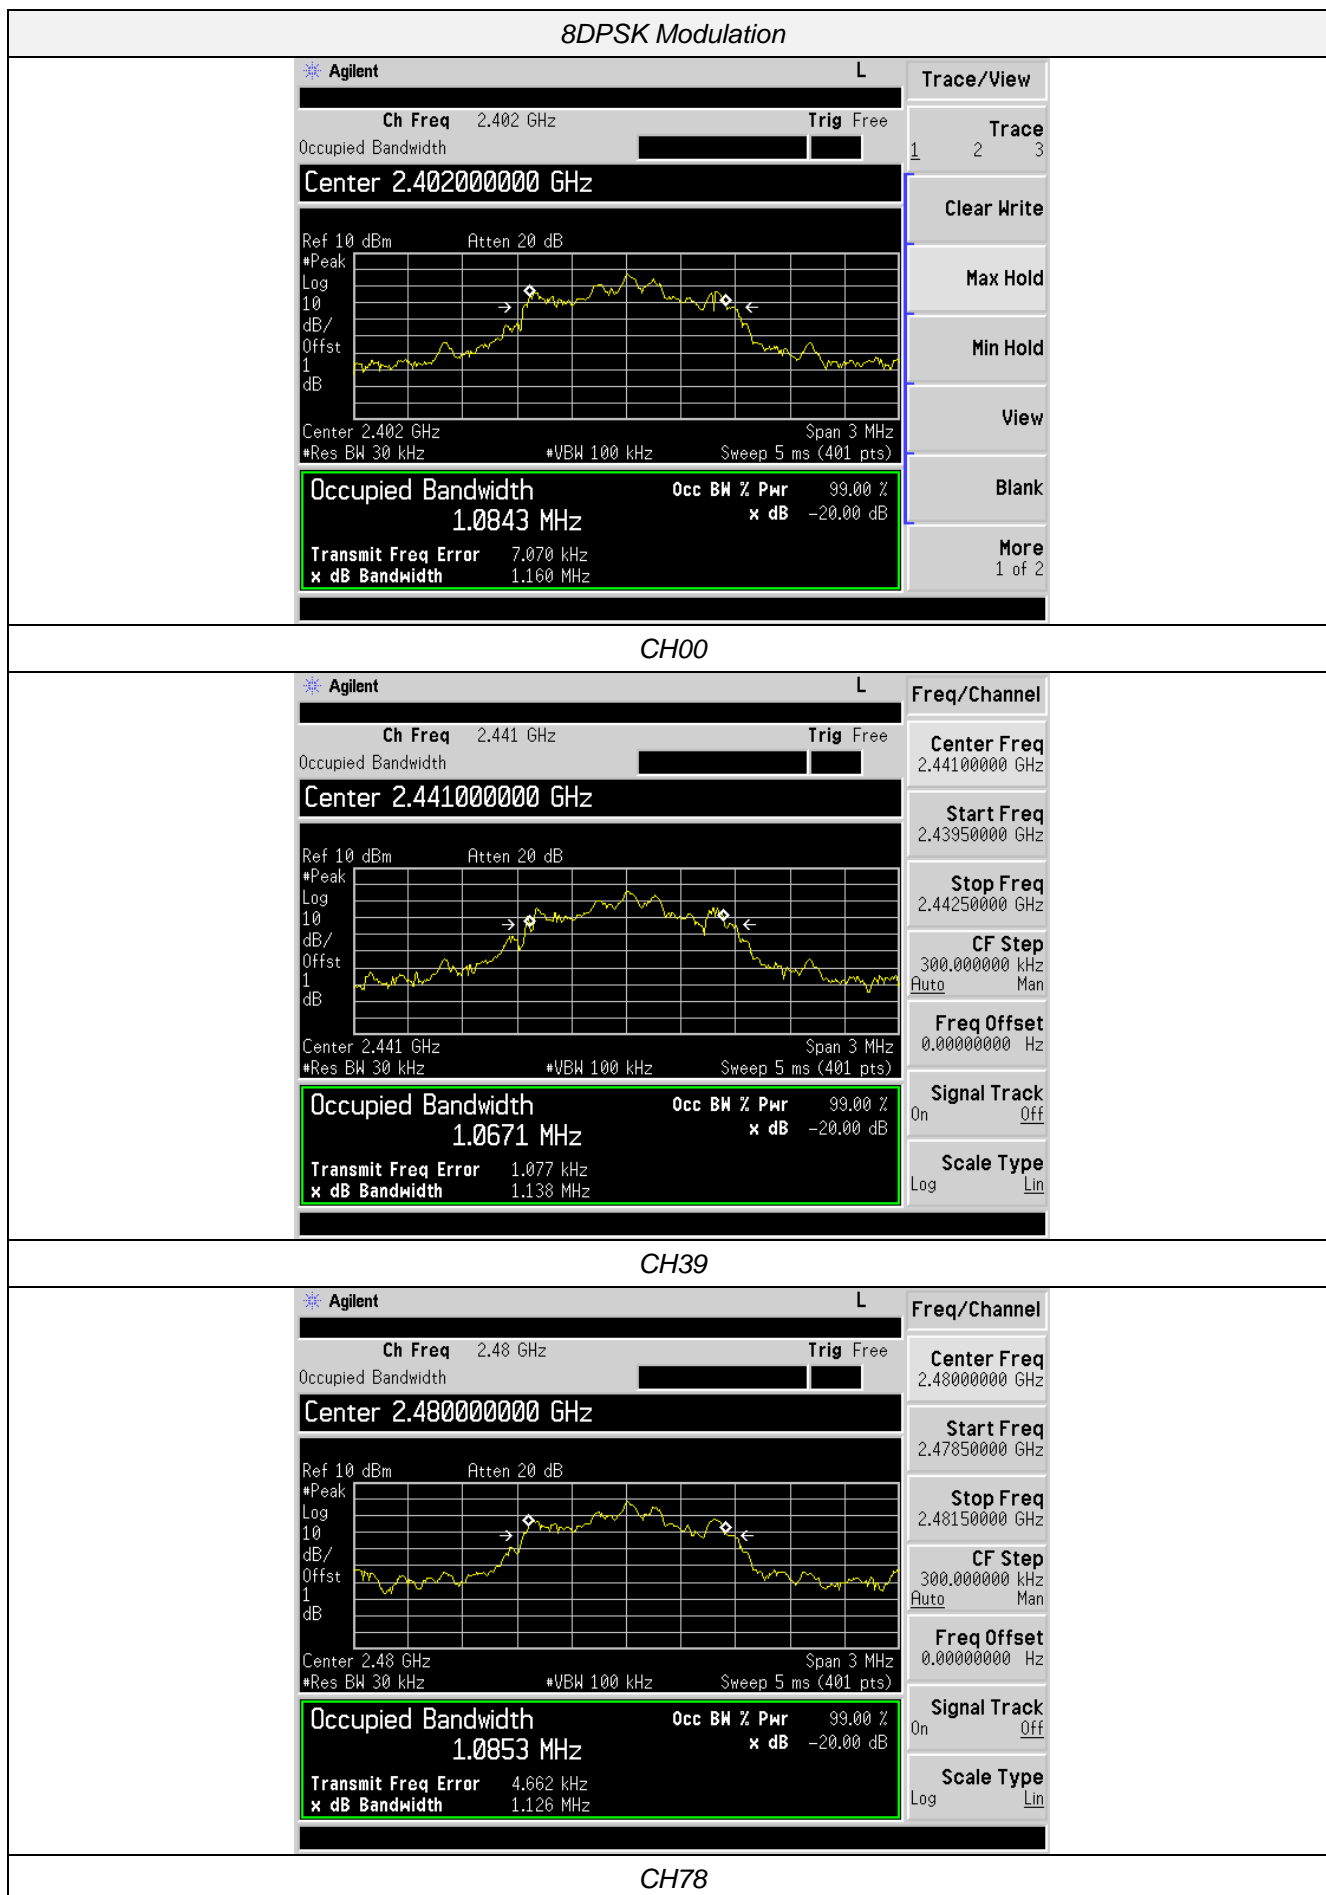 8DPSK Modulation
Agilent L Trace/View
Ch Freq 2.402 GHz Trig Free
Occupied Bandwidth
Trace
1 2 3
Center 2.402000000 GHz
Clear Write
Ref 10 dBm Atten 20 dB
#Peak
Log
10
dB/
Offst
1
dB
Max Hold
Min Hold
View
Center 2.402 GHz Span 3 MHz
#Res BW 30 kHz #VBW 100 kHz Sweep 5 ms (401 pts)
Occupied Bandwidth Occ BW % Pwr 99.00 %
1.0843 MHz x dB -20.00 dB
Transmit Freq Error 7.070 kHz
x dB Bandwidth 1.160 MHz
Blank
More
1 of 2
CH00
Agilent L Freq/Channel
Ch Freq 2.441 GHz Trig Free
Occupied Bandwidth
Center Freq
2.44100000 GHz
Center 2.441000000 GHz
Start Freq
2.43950000 GHz
Ref 10 dBm Atten 20 dB
#Peak
Log
10
dB/
Offst
1
dB
Stop Freq
2.44250000 GHz
CF Step
300.000000 kHz
Auto Man
Freq Offset
0.00000000 Hz
Center 2.441 GHz Span 3 MHz
#Res BW 30 kHz #VBW 100 kHz Sweep 5 ms (401 pts)
Occupied Bandwidth Occ BW % Pwr 99.00 %
1.0671 MHz x dB -20.00 dB
Transmit Freq Error 1.077 kHz
x dB Bandwidth 1.138 MHz
Signal Track
On Off
Scale Type
Log Lin
CH39
Agilent L Freq/Channel
Ch Freq 2.48 GHz Trig Free
Occupied Bandwidth
Center Freq
2.48000000 GHz
Center 2.480000000 GHz
Start Freq
2.47850000 GHz
Ref 10 dBm Atten 20 dB
#Peak
Log
10
dB/
Offst
1
dB
Stop Freq
2.48150000 GHz
CF Step
300.000000 kHz
Auto Man
Freq Offset
0.00000000 Hz
Center 2.48 GHz Span 3 MHz
#Res BW 30 kHz #VBW 100 kHz Sweep 5 ms (401 pts)
Occupied Bandwidth Occ BW % Pwr 99.00 %
1.0853 MHz x dB -20.00 dB
Transmit Freq Error 4.662 kHz
x dB Bandwidth 1.126 MHz
Signal Track
On Off
Scale Type
Log Lin
CH78